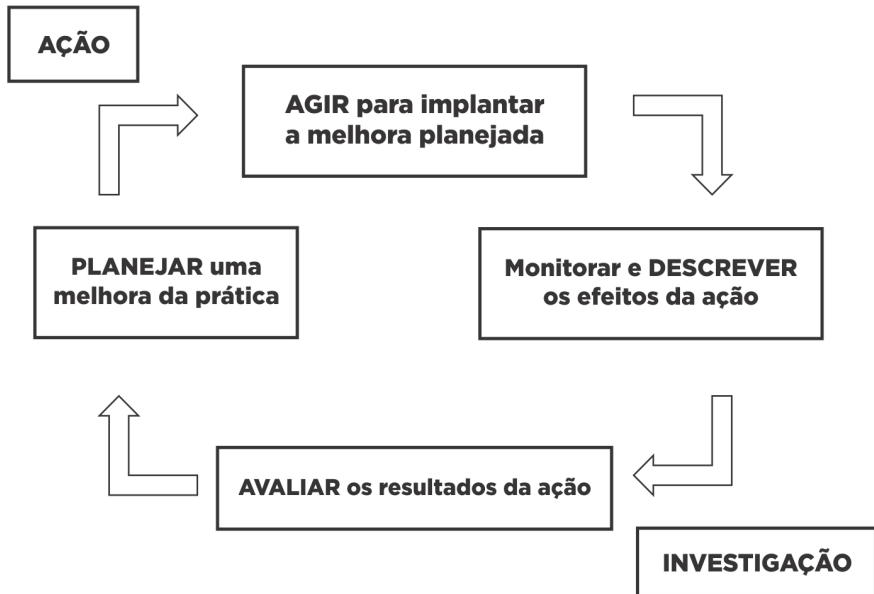 AÇÃO
AGIR para implantar
a melhora planejada
PLANEJAR uma
melhora da prática
Monitorar e DESCREVER
os efeitos da ação
AVALIAR os resultados da ação
INVESTIGAÇÃO